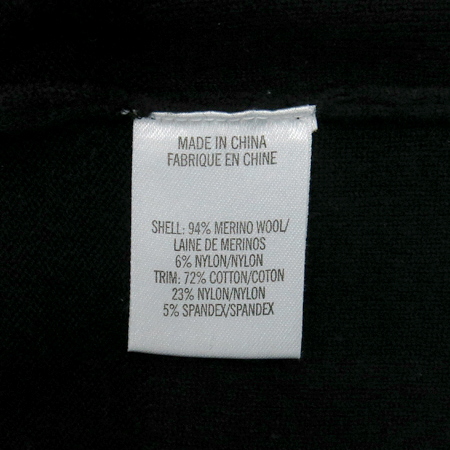 MADE IN CHINA
FABRIQUE EN CHINE
SHELL: 94% MERINO WOOL/
LAINE DE MERINOS
6% NYLON/NYLON
TRIM: 72% COTTON/COTON
23% NYLON/NYLON
5% SPANDEX/SPANDEX